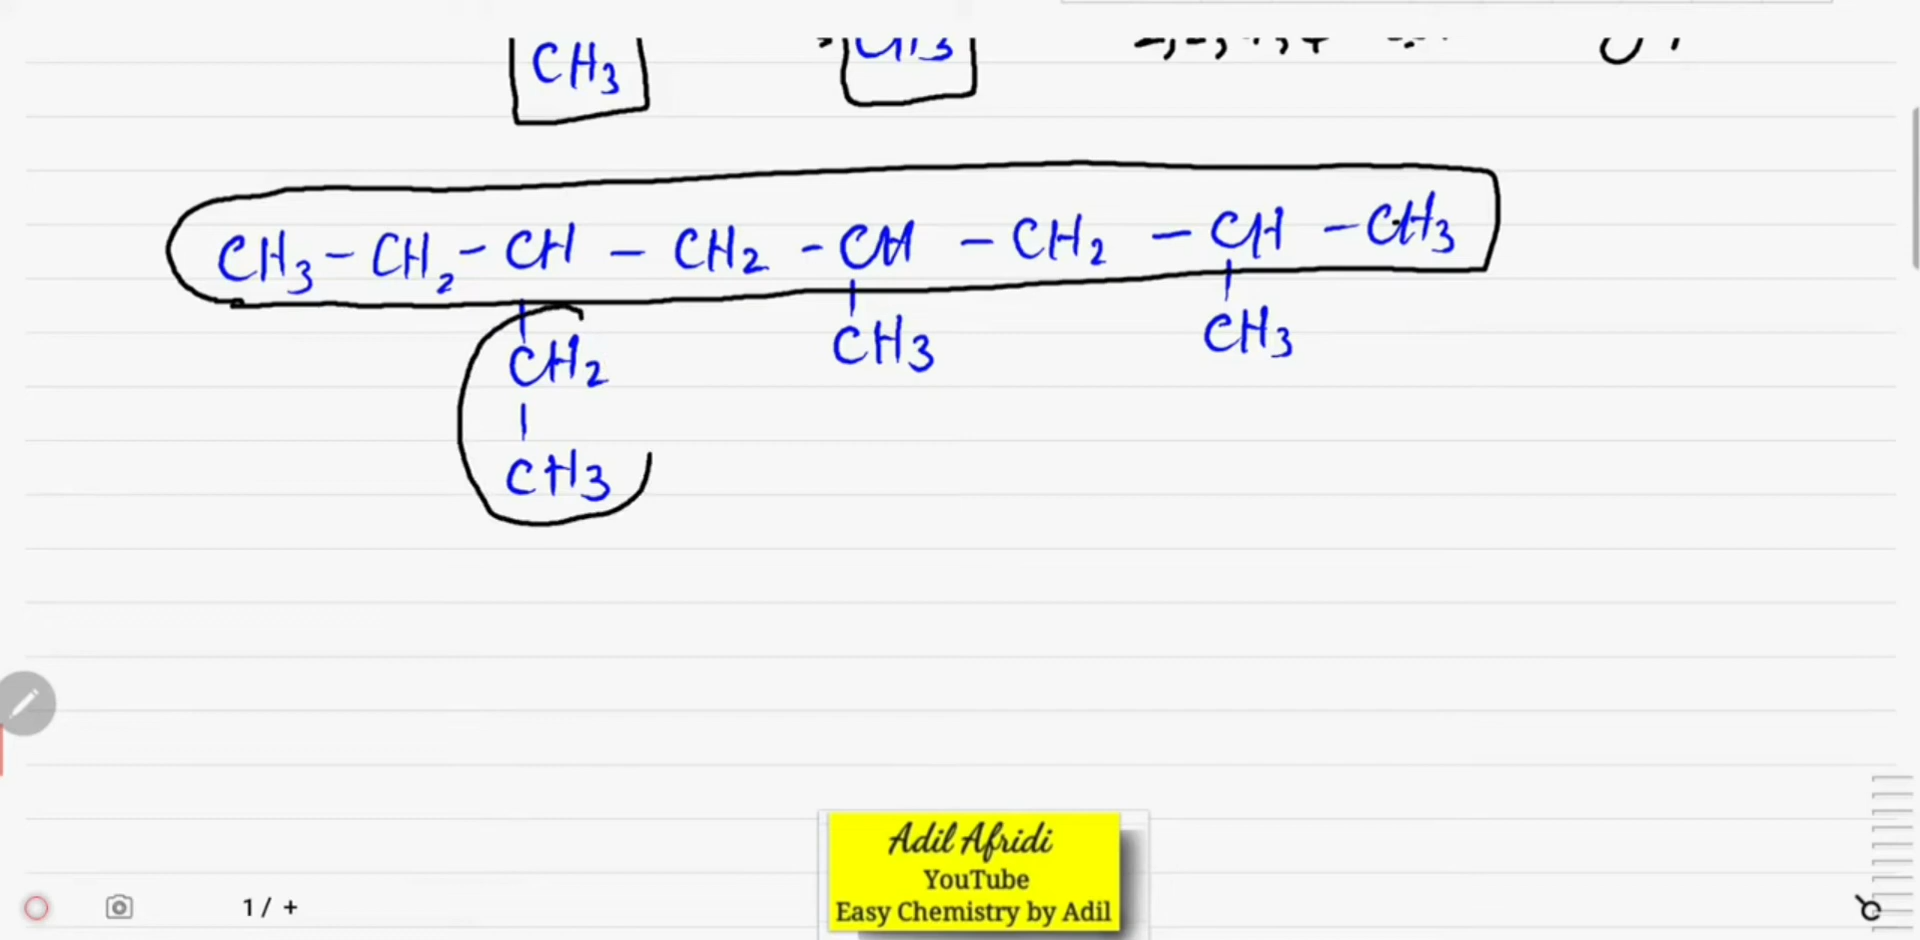 CH3 CH3
CH3 - CH2 - CH - CH2 - CH - CH2 - CH - CH3
CH2 CH3 CH3
CH3
Adil Afridi
YouTube
Easy Chemistry by Adil
1 / +